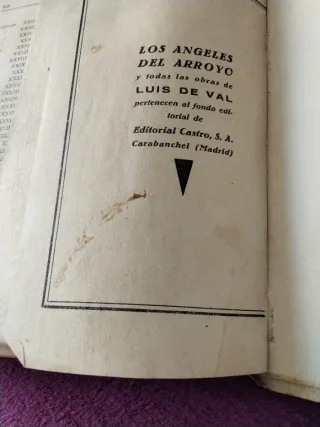 LOS ANGELES
DEL ARROYO
y todas las obras de
LUIS DE VAL
pertenecen al fondo edi-
torial de
Editorial Castro, S. A.
Carabanchel (Madrid)